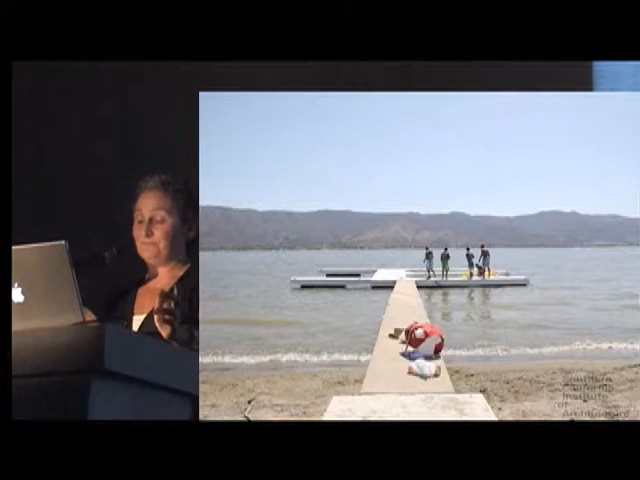 Southern
California
Institute
of
Architecture